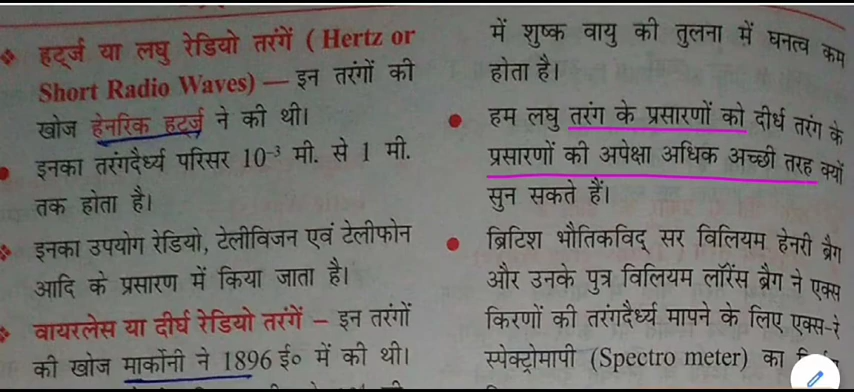 हर्ट्ज या लघु रेडियो तरंगें ( Hertz or
Short Radio Waves) — इन तरंगों की
खोज हेनरिक हर्ट्ज ने की थी।
इनका तरंगदैर्ध्य परिसर 10⁻³ मी. से 1 मी.
तक होता है।
इनका उपयोग रेडियो, टेलीविजन एवं टेलीफोन
आदि के प्रसारण में किया जाता है।
वायरलेस या दीर्घ रेडियो तरंगें – इन तरंगों
की खोज मार्कोनी ने 1896 ई० में की थी।
में शुष्क वायु की तुलना में घनत्व कम
होता है।
हम लघु तरंग के प्रसारणों को दीर्घ तरंग के
प्रसारणों की अपेक्षा अधिक अच्छी तरह क्यों
सुन सकते हैं।
ब्रिटिश भौतिकविद् सर विलियम हेनरी ब्रैग
और उनके पुत्र विलियम लॉरेंस ब्रैग ने एक्स
किरणों की तरंगदैर्ध्य मापने के लिए एक्स-रे
स्पेक्ट्रोमापी (Spectro meter) का